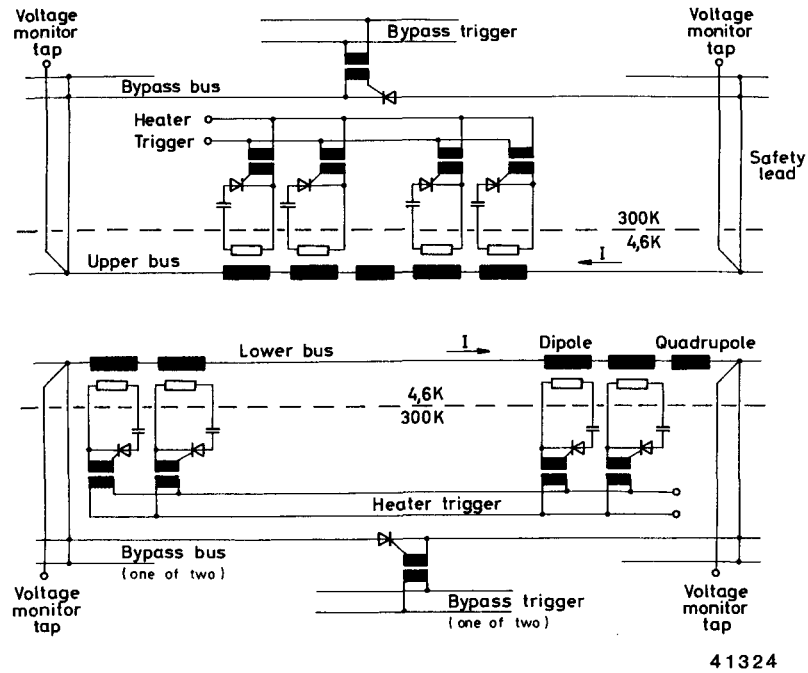 Voltage
monitor
tap
Bypass trigger
Voltage
monitor
tap
Bypass bus
Heater
Trigger
Safety
lead
300K
4,6K
Upper bus
I
Lower bus
I
Dipole
Quadrupole
4,6K
300K
Heater trigger
Bypass bus
(one of two)
Voltage
monitor
tap
Bypass trigger
(one of two)
Voltage
monitor
tap
41324